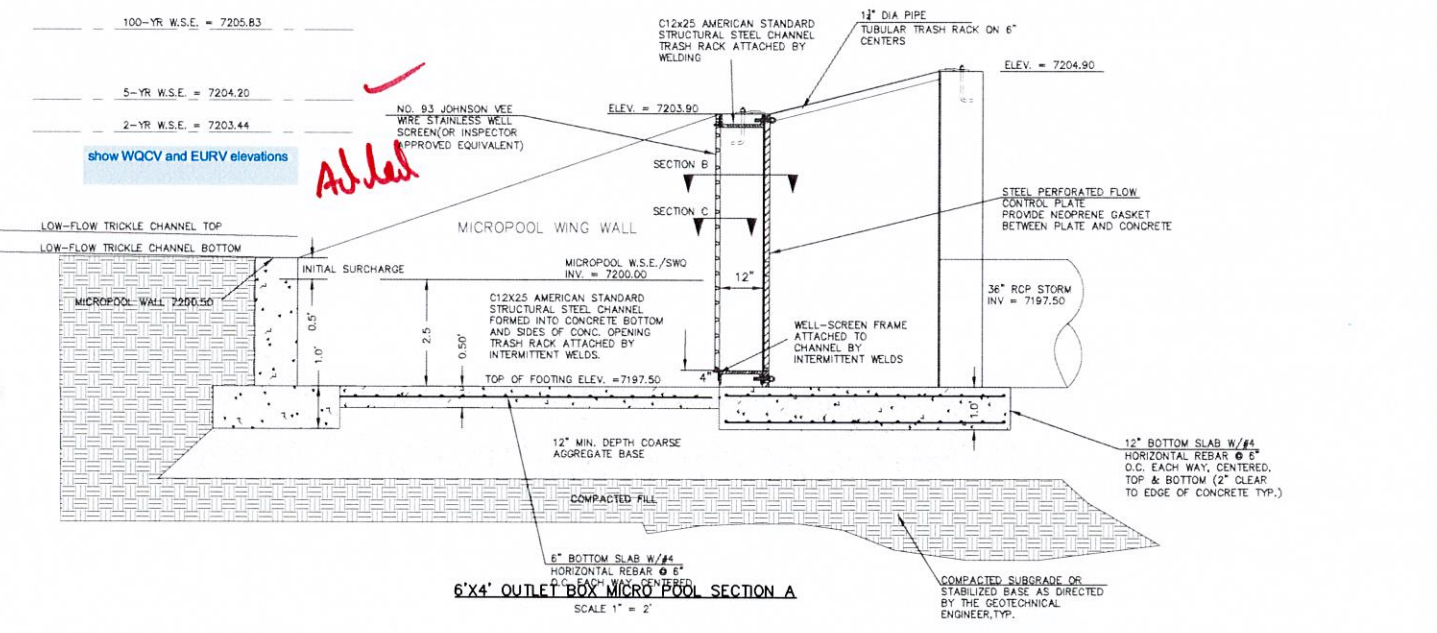 100-YR W.S.E. = 7205.83
5-YR W.S.E. = 7204.20
2-YR W.S.E. = 7203.44
show WQCV and EURV elevations
Added
C12x25 AMERICAN STANDARD
STRUCTURAL STEEL CHANNEL
TRASH RACK ATTACHED BY
WELDING
DIA PIPE
TUBULAR TRASH RACK ON 6"
CENTERS
ELEV. = 7204.90
NO. 93 JOHNSON VEE
WIRE STAINLESS WELL
SCREEN(OR INSPECTOR
APPROVED EQUIVALENT)
ELEV. = 7203.90
SECTION B
SECTION C
STEEL PERFORATED FLOW
CONTROL PLATE
PROVIDE NEOPRENE GASKET
BETWEEN PLATE AND CONCRETE
LOW-FLOW TRICKLE CHANNEL TOP
LOW-FLOW TRICKLE CHANNEL BOTTOM
MICROPOOL WING WALL
INITIAL SURCHARGE
MICROPOOL W.S.E./SWQ
INV. = 7200.00
12"
MICROPOOL WALL 7200.50
0.5'
1.0'
2.5
0.50'
C12X25 AMERICAN STANDARD
STRUCTURAL STEEL CHANNEL
FORMED INTO CONCRETE BOTTOM
AND SIDES OF CONC. OPENING
TRASH RACK ATTACHED BY
INTERMITTENT WELDS.
36" RCP STORM
INV = 7197.50
WELL-SCREEN FRAME
ATTACHED TO
CHANNEL BY
INTERMITTENT WELDS
TOP OF FOOTING ELEV. =7197.50
4"
1.0'
12" MIN. DEPTH COARSE
AGGREGATE BASE
12" BOTTOM SLAB W/#4
HORIZONTAL REBAR @ 6"
O.C. EACH WAY, CENTERED,
TOP & BOTTOM (2" CLEAR
TO EDGE OF CONCRETE TYP.)
COMPACTED FILL
6" BOTTOM SLAB W/#4
HORIZONTAL REBAR @ 6"
O.C. EACH WAY, CENTERED
6'X4' OUTLET BOX MICRO POOL SECTION A
SCALE 1" = 2'
COMPACTED SUBGRADE OR
STABILIZED BASE AS DIRECTED
BY THE GEOTECHNICAL
ENGINEER,TYP.